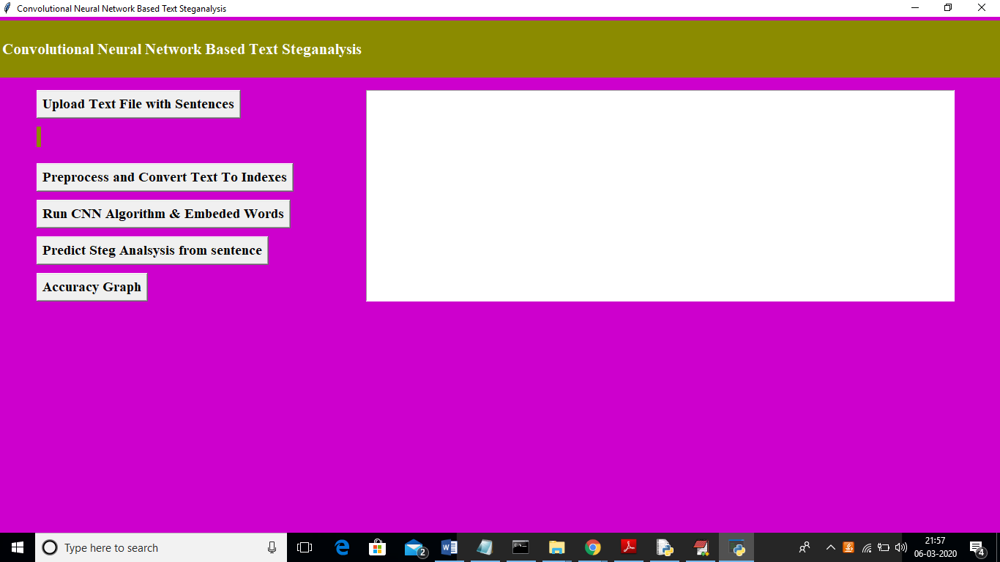 Convolutional Neural Network Based Text Steganalysis
Convolutional Neural Network Based Text Steganalysis
Upload Text File with Sentences
Preprocess and Convert Text To Indexes
Run CNN Algorithm & Embeded Words
Predict Steg Analsysis from sentence
Accuracy Graph
Type here to search
2
21:57
06-03-2020
4